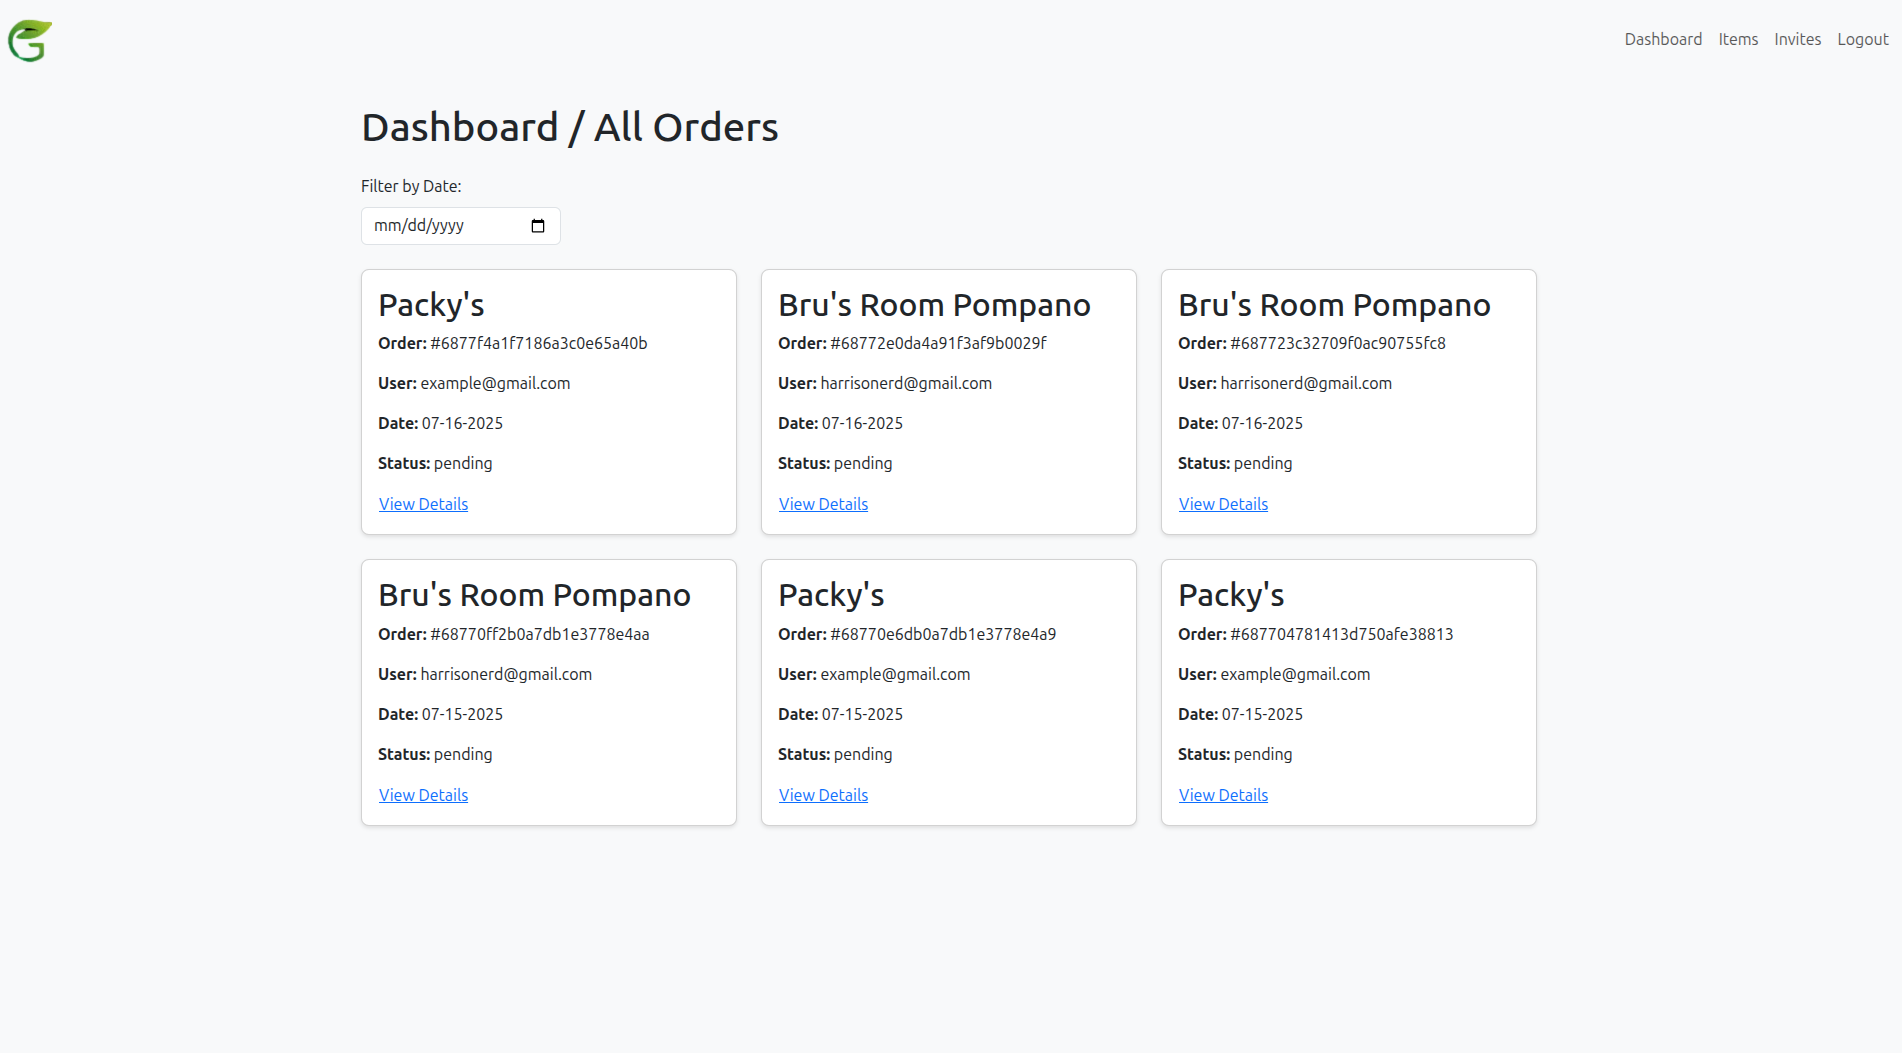 Dashboard Items Invites Logout
Dashboard / All Orders
Filter by Date:
mm/dd/yyyy
Packy's
Order: #6877f4a1f7186a3c0e65a40b
User: example@gmail.com
Date: 07-16-2025
Status: pending
View Details
Bru's Room Pompano
Order: #68772e0da4a91f3af9b0029f
User: harrisonerd@gmail.com
Date: 07-16-2025
Status: pending
View Details
Bru's Room Pompano
Order: #687723c32709f0ac90755fc8
User: harrisonerd@gmail.com
Date: 07-16-2025
Status: pending
View Details
Bru's Room Pompano
Order: #68770ff2b0a7db1e3778e4aa
User: harrisonerd@gmail.com
Date: 07-15-2025
Status: pending
View Details
Packy's
Order: #68770e6db0a7db1e3778e4a9
User: example@gmail.com
Date: 07-15-2025
Status: pending
View Details
Packy's
Order: #687704781413d750afe38813
User: example@gmail.com
Date: 07-15-2025
Status: pending
View Details